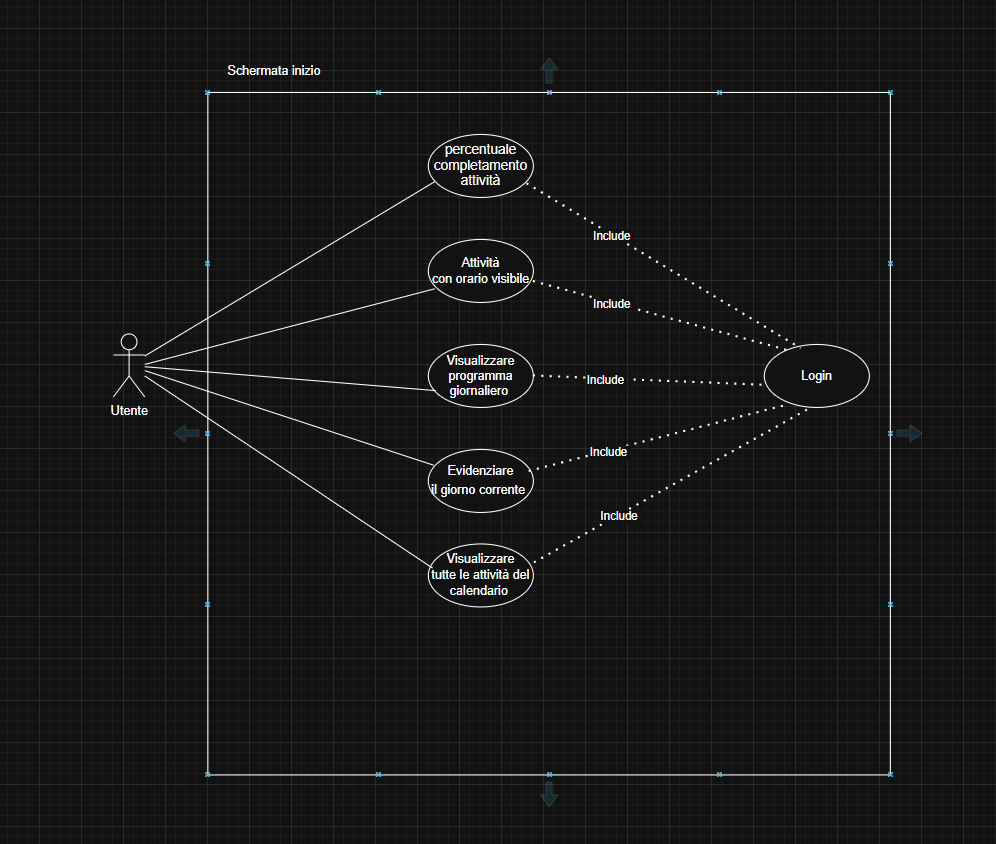 Schermata inizio
percentuale
completamento
attività
Include
Attività
con orario visibile
Include
Visualizzare
programma
giornaliero
Include
Login
Utente
Evidenziare
il giorno corrente
Include
Include
Visualizzare
tutte le attività del
calendario